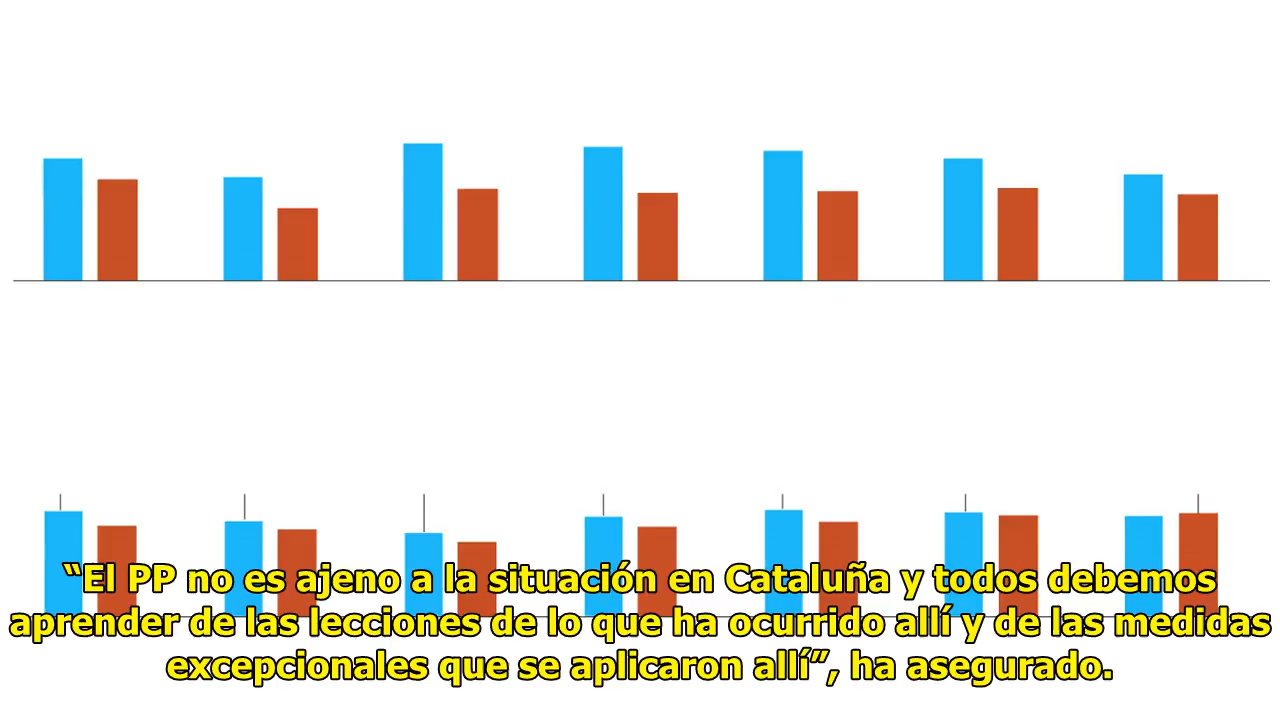 “El PP no es ajeno a la situación en Cataluña y todos debemos
aprender de las lecciones de lo que ha ocurrido allí y de las medidas
excepcionales que se aplicaron allí”, ha asegurado.